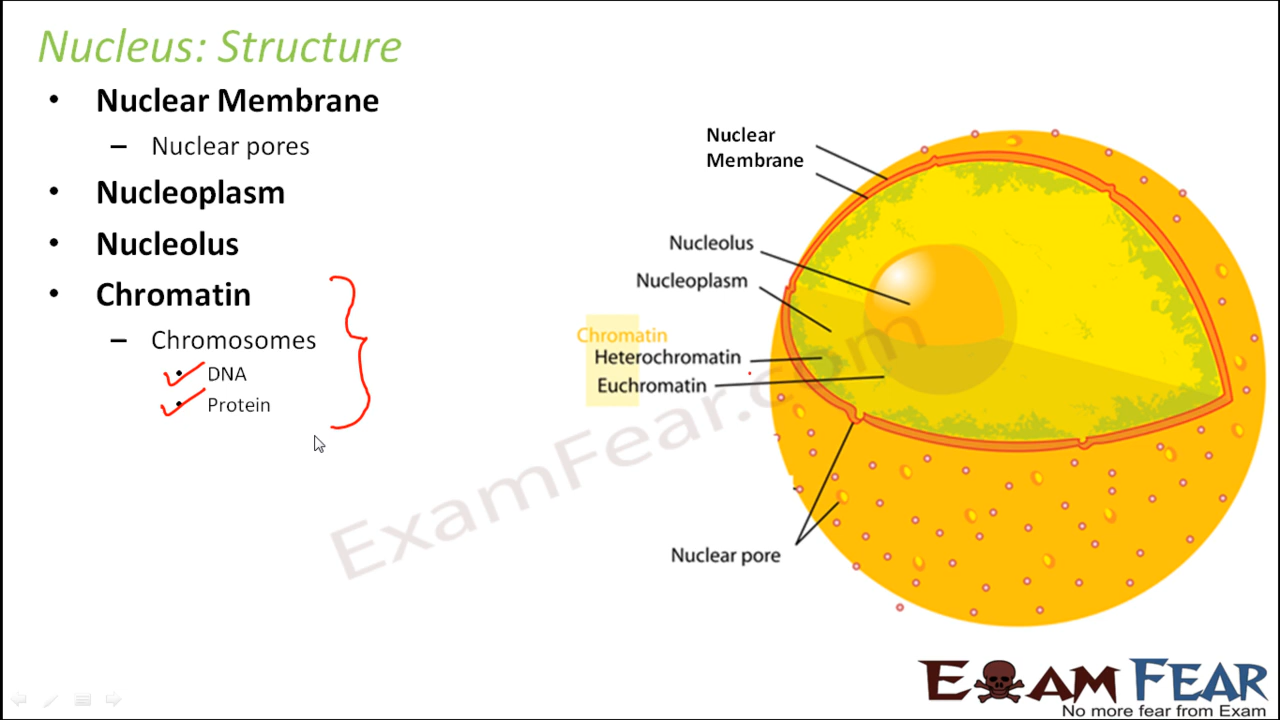 Nucleus: Structure
• Nuclear Membrane
– Nuclear pores
• Nucleoplasm
• Nucleolus
• Chromatin
– Chromosomes
• DNA
• Protein
Nuclear
Membrane
Nucleolus
Nucleoplasm
Chromatin
Heterochromatin
Euchromatin
Nuclear pore
ExamFear.com
EXAM FEAR
No more fear from Exam